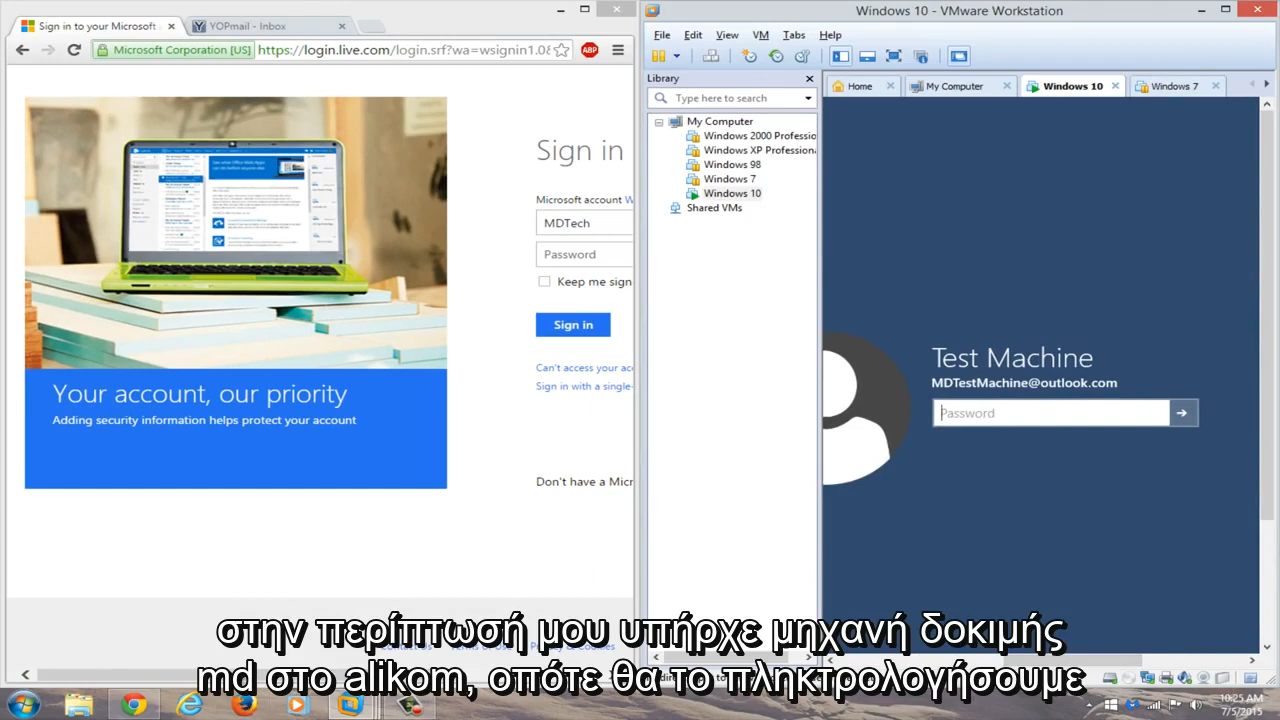 Sign in to your Microsoft
YOPmail - Inbox
Microsoft Corporation [US]
https://login.live.com/login.srf?wa=wsignin1.0
ABP
Sign in
Microsoft account
MDTech
Password
Keep me sign
Sign in
Can't access your acc
Sign in with a single-
Don't have a Micr
Your account, our priority
Adding security information helps protect your account
Windows 10 - VMware Workstation
File Edit View VM Tabs Help
Library
Type here to search
My Computer
Windows 2000 Professio
Windows XP Profession
Windows 98
Windows 7
Windows 10
Shared VMs
Home
My Computer
Windows 10
Windows 7
Test Machine
MDTestMachine@outlook.com
Password
στην περίπτωσή μου υπήρχε μηχανή δοκιμής
md στο alikom, οπότε θα το πληκτρολογήσουμε
10:25 AM
7/5/2015